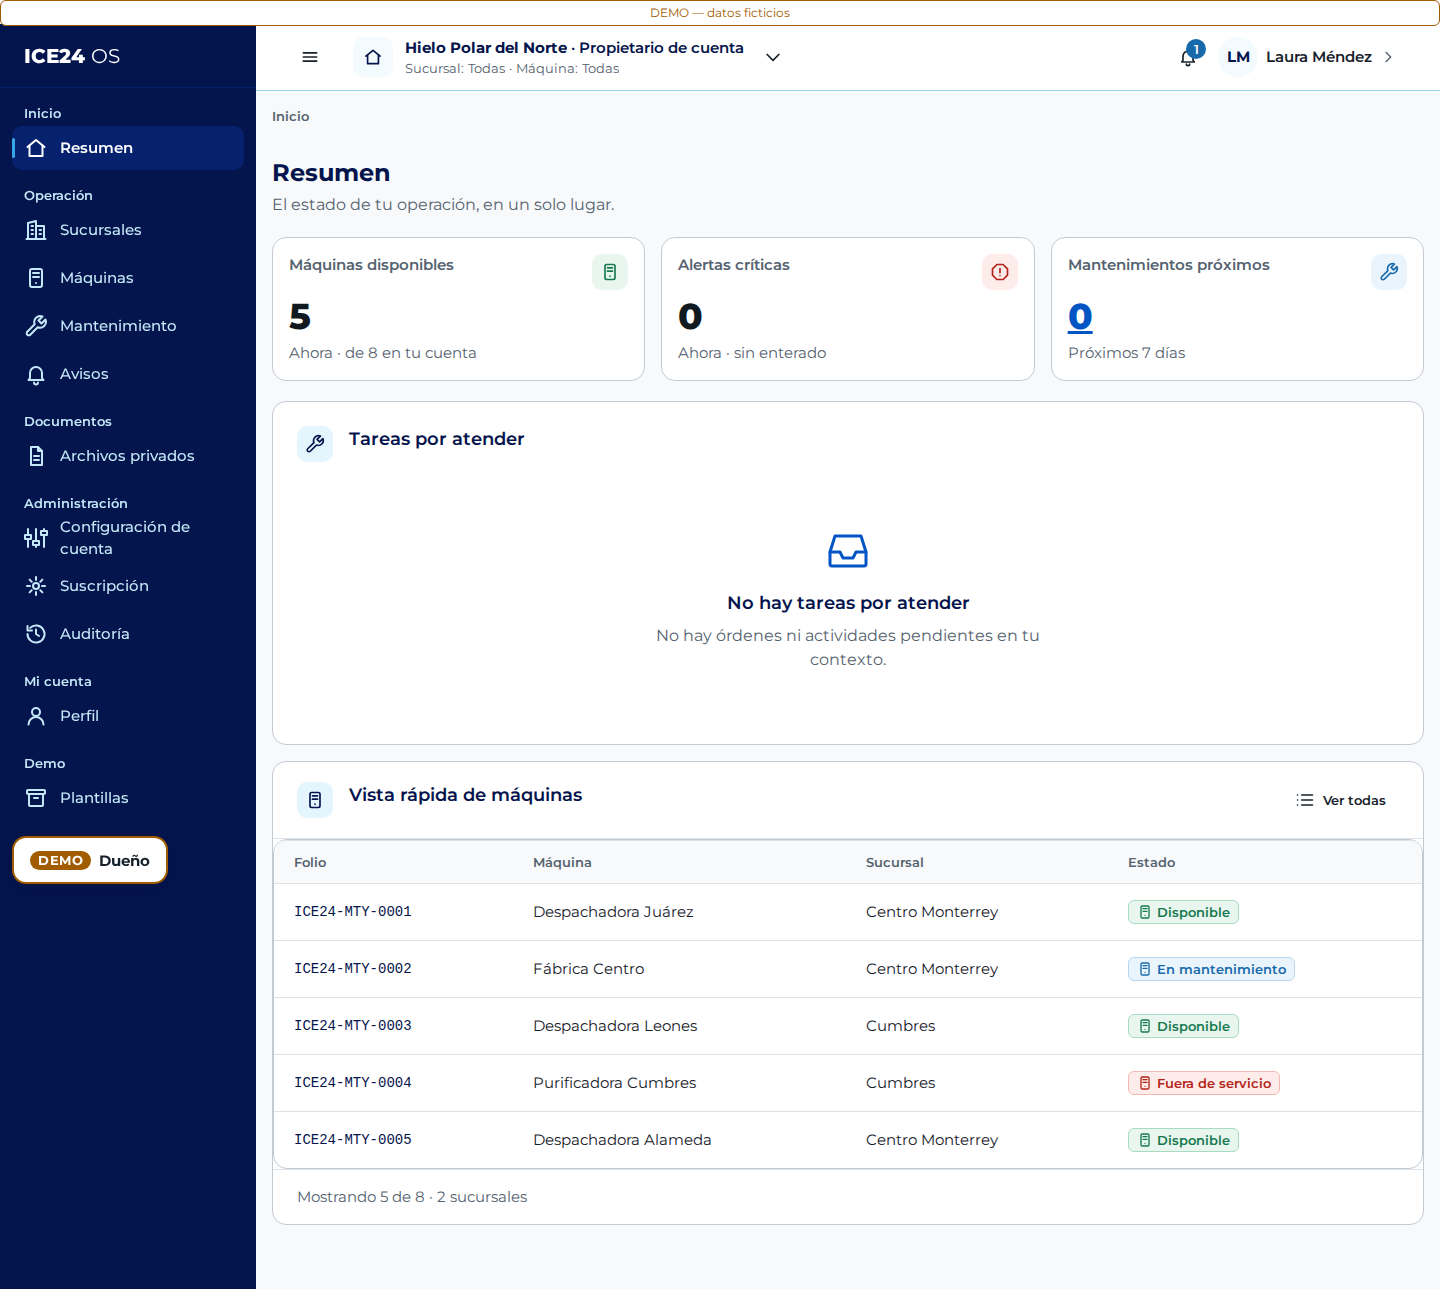 DEMO — datos ficticios
ICE24 OS
Inicio
Resumen
Operación
Sucursales
Máquinas
Mantenimiento
Avisos
Documentos
Archivos privados
Administración
Configuración de
cuenta
Suscripción
Auditoría
Mi cuenta
Perfil
Demo
Plantillas
DEMO Dueño
Hielo Polar del Norte · Propietario de cuenta
Sucursal: Todas · Máquina: Todas
1
LM Laura Méndez
Inicio
Resumen
El estado de tu operación, en un solo lugar.
Máquinas disponibles
5
Ahora · de 8 en tu cuenta
Alertas críticas
0
Ahora · sin enterado
Mantenimientos próximos
0
Próximos 7 días
Tareas por atender
No hay tareas por atender
No hay órdenes ni actividades pendientes en tu
contexto.
Vista rápida de máquinas
Ver todas
Folio Máquina Sucursal Estado
ICE24-MTY-0001 Despachadora Juárez Centro Monterrey Disponible
ICE24-MTY-0002 Fábrica Centro Centro Monterrey En mantenimiento
ICE24-MTY-0003 Despachadora Leones Cumbres Disponible
ICE24-MTY-0004 Purificadora Cumbres Cumbres Fuera de servicio
ICE24-MTY-0005 Despachadora Alameda Centro Monterrey Disponible
Mostrando 5 de 8 · 2 sucursales